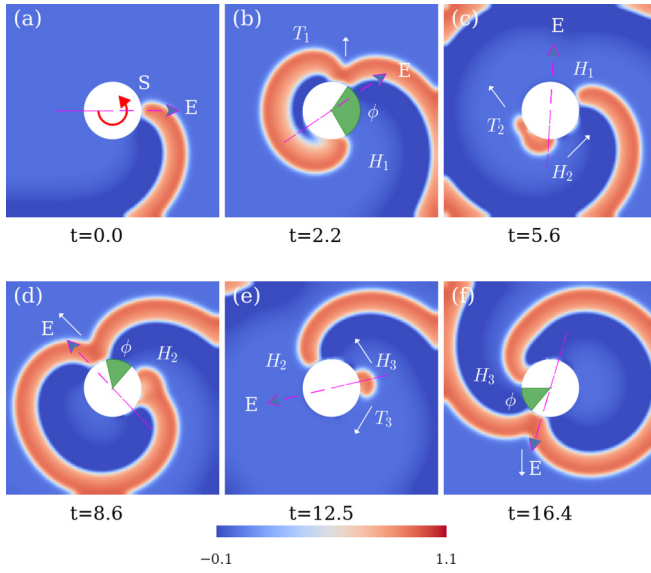 (a)
S
E
t=0.0
(b)
T₁
E
ϕ
H₁
t=2.2
(c)
E
H₁
T₂
H₂
t=5.6
(d)
E
ϕ
H₂
t=8.6
(e)
H₂
H₃
E
T₃
t=12.5
(f)
H₃
ϕ
E
t=16.4
−0.1
1.1